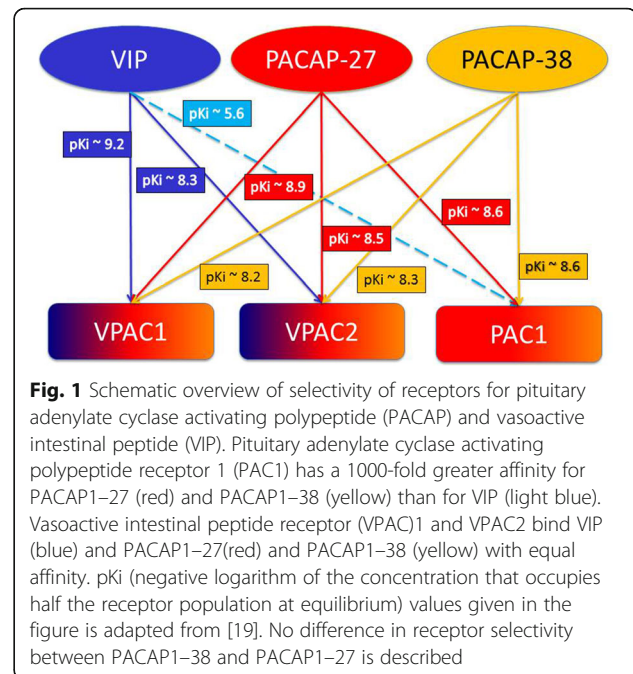 VIP PACAP-27 PACAP-38
pKi ~ 5.6
pKi ~ 9.2
pKi ~ 8.3
pKi ~ 8.9
pKi ~ 8.6
pKi ~ 8.5
pKi ~ 8.2
pKi ~ 8.3
pKi ~ 8.6
VPAC1 VPAC2 PAC1
Fig. 1 Schematic overview of selectivity of receptors for pituitary
adenylate cyclase activating polypeptide (PACAP) and vasoactive
intestinal peptide (VIP). Pituitary adenylate cyclase activating
polypeptide receptor 1 (PAC1) has a 1000-fold greater affinity for
PACAP1–27 (red) and PACAP1–38 (yellow) than for VIP (light blue).
Vasoactive intestinal peptide receptor (VPAC)1 and VPAC2 bind VIP
(blue) and PACAP1–27(red) and PACAP1–38 (yellow) with equal
affinity. pKi (negative logarithm of the concentration that occupies
half the receptor population at equilibrium) values given in the
figure is adapted from [19]. No difference in receptor selectivity
between PACAP1–38 and PACAP1–27 is described